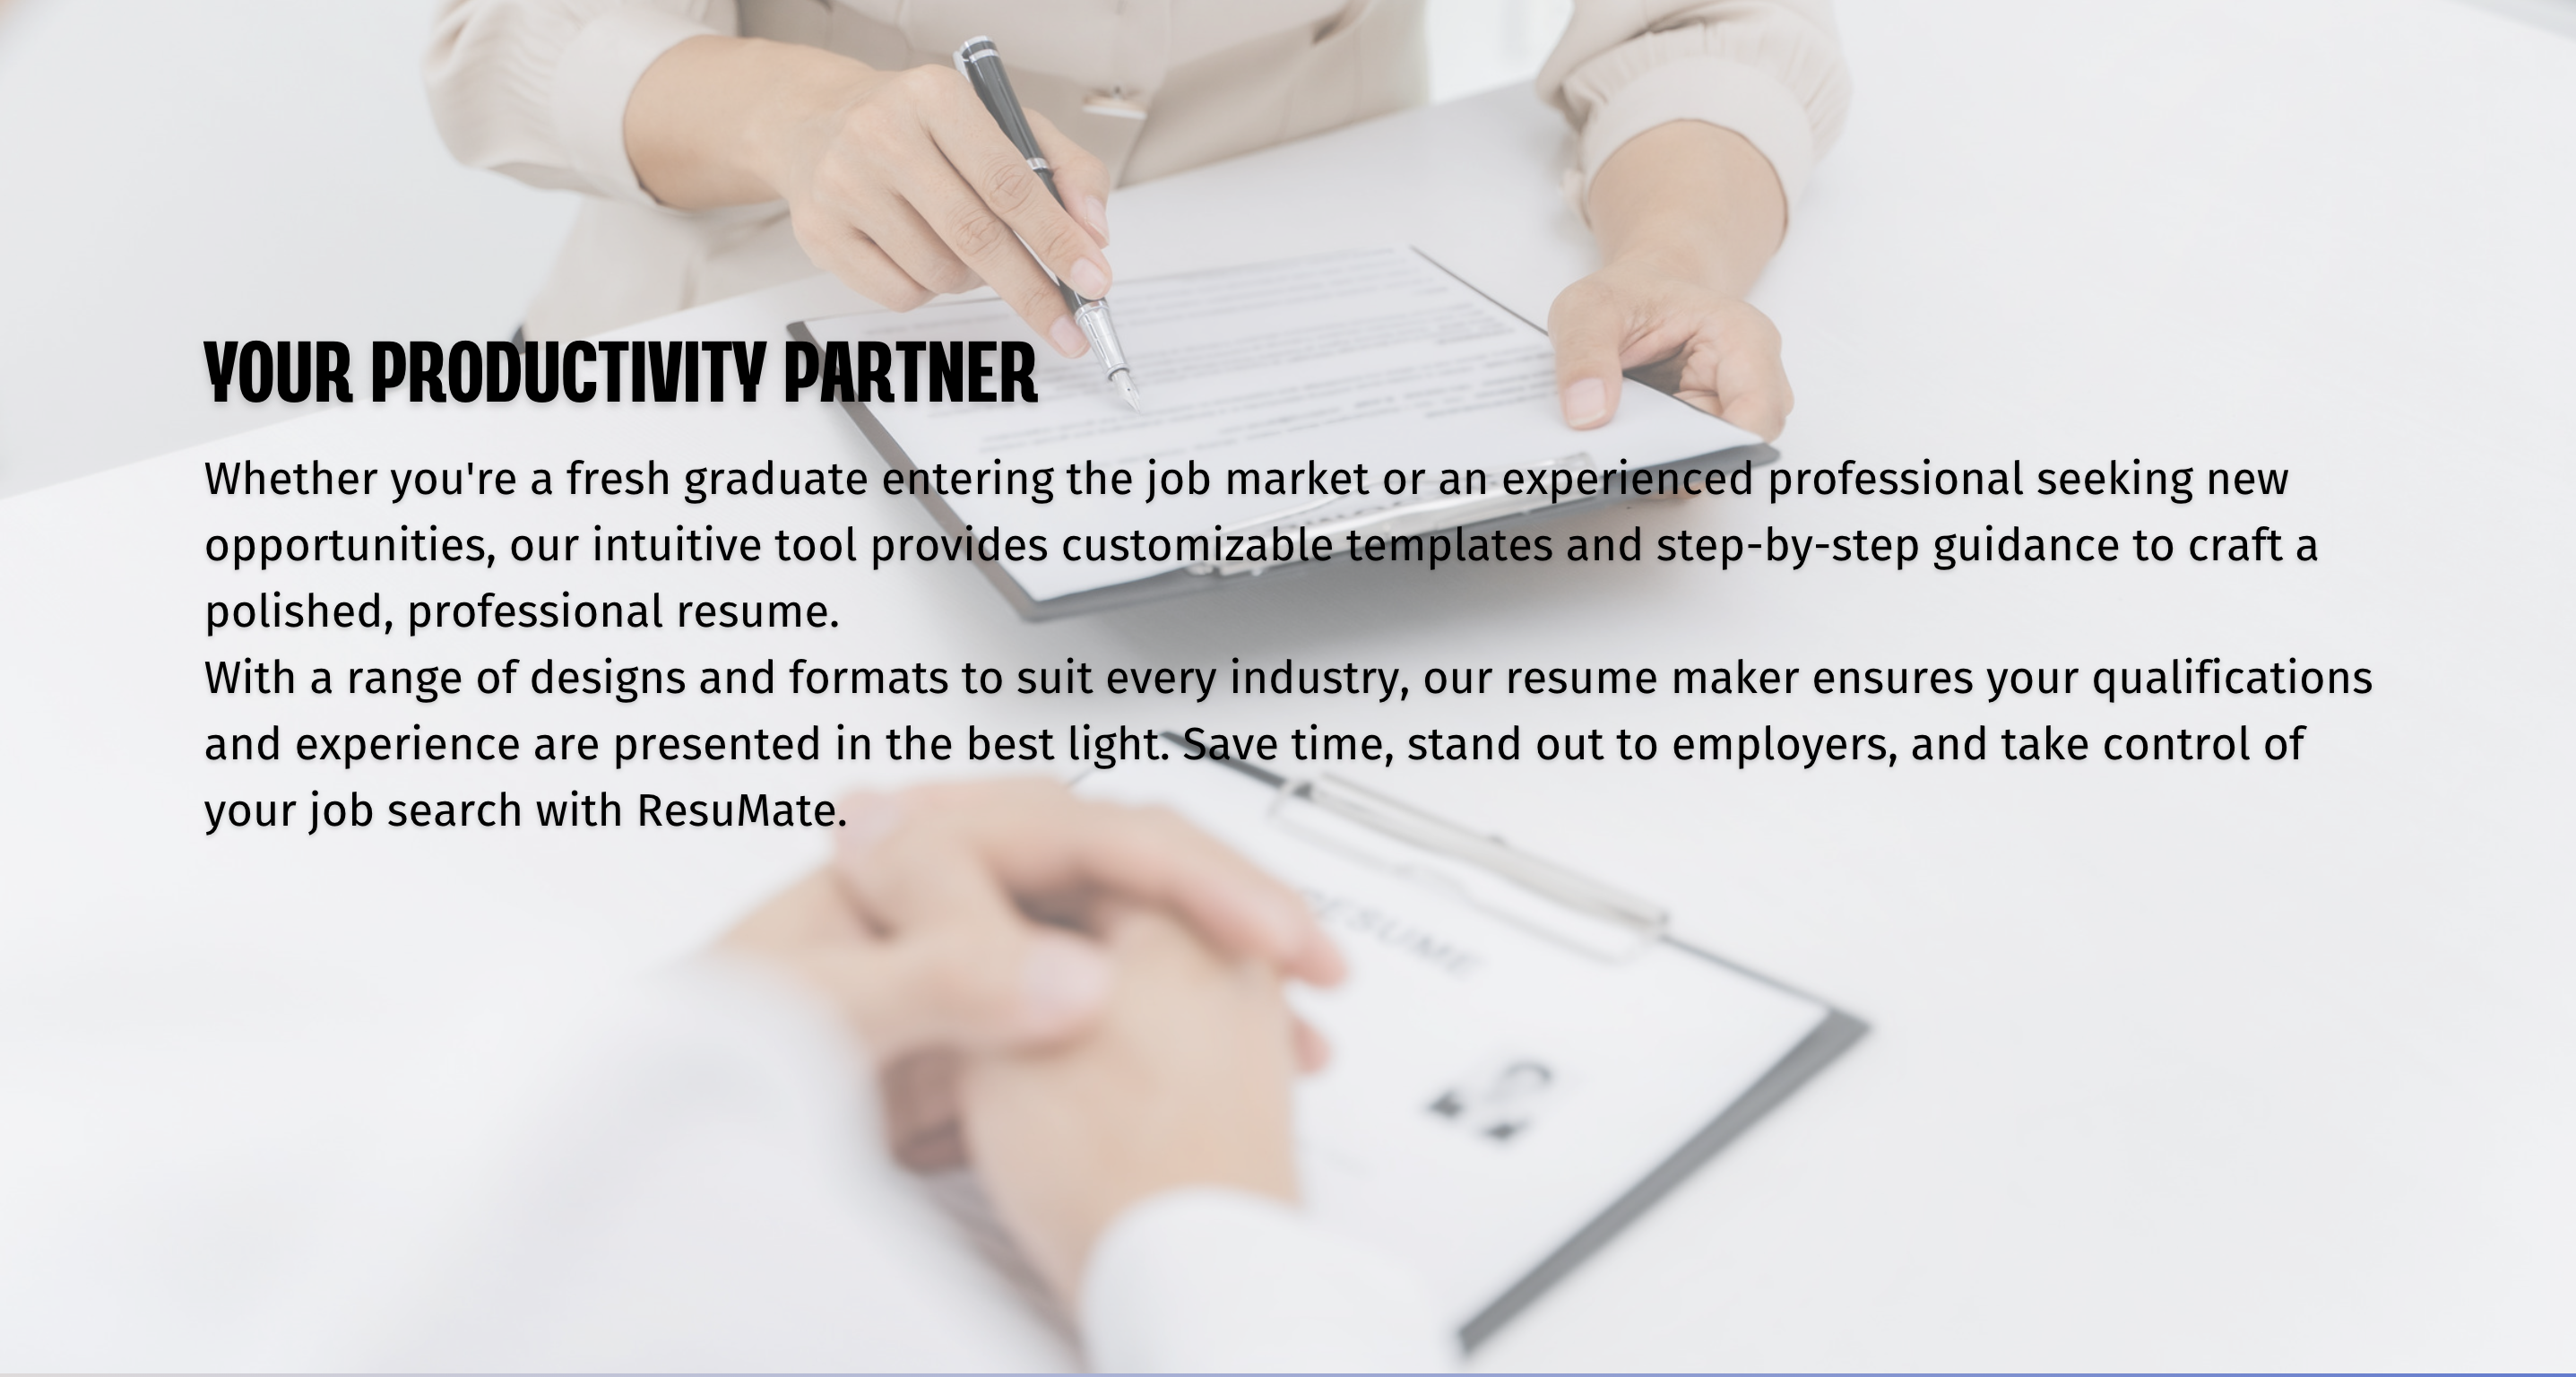 YOUR PRODUCTIVITY PARTNER
Whether you're a fresh graduate entering the job market or an experienced professional seeking new
opportunities, our intuitive tool provides customizable templates and step-by-step guidance to craft a
polished, professional resume.
With a range of designs and formats to suit every industry, our resume maker ensures your qualifications
and experience are presented in the best light. Save time, stand out to employers, and take control of
your job search with ResuMate.
RESUME